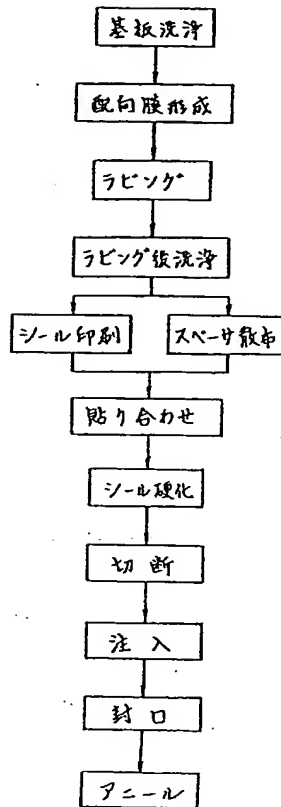 基板洗浄
配向膜形成
ラビング
ラビング後洗浄
シール印刷
スペーサ散布
貼り合わせ
シール硬化
切断
注入
封口
アニール